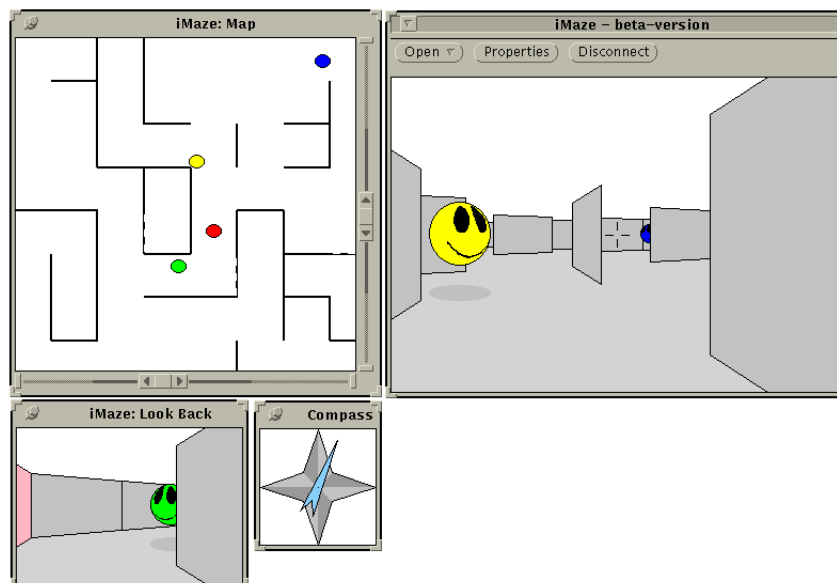 iMaze: Map
iMaze - beta-version
Open Properties Disconnect
iMaze: Look Back
Compass